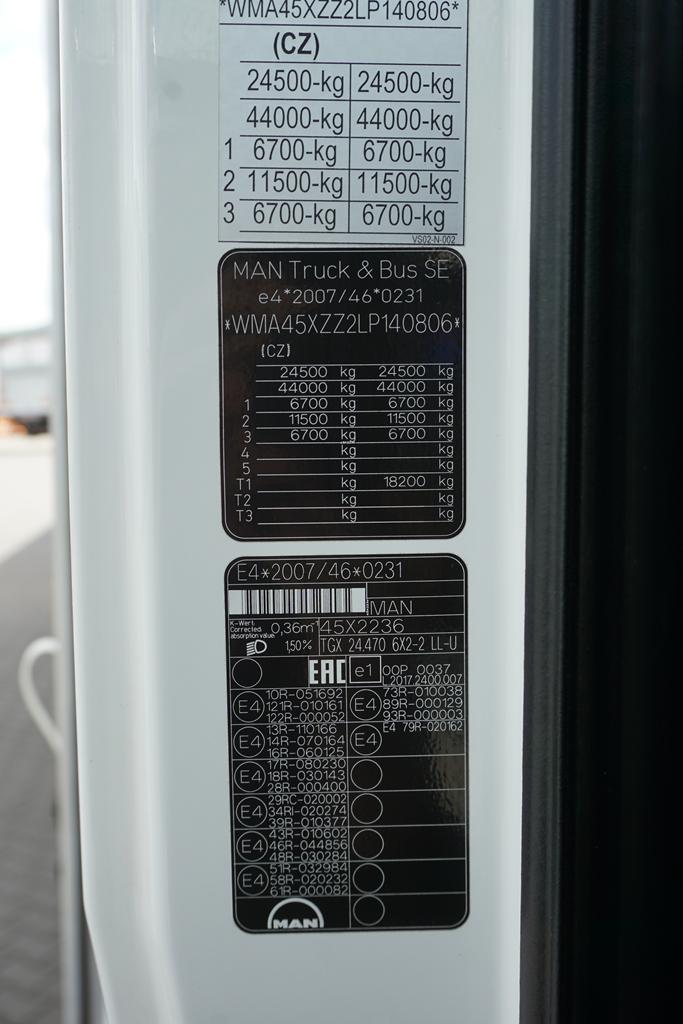 *WMA45XZZ2LP140806*
(CZ)
24500-kg 24500-kg
44000-kg 44000-kg
1 6700-kg 6700-kg
2 11500-kg 11500-kg
3 6700-kg 6700-kg
VS02-N-002
MAN Truck & Bus SE
e4*2007/46*0231
*WMA45XZZ2LP140806*
(CZ)
24500 kg 24500 kg
44000 kg 44000 kg
1 6700 kg 6700 kg
2 11500 kg 11500 kg
3 6700 kg 6700 kg
4 kg kg
5 kg kg
T1 kg 18200 kg
T2 kg kg
T3 kg kg
E4*2007/46*0231
MAN
K-Wert:
Corrected
absorption value:
0,36m⁻¹ 45X2236
1,50% TGX 24.470 6X2-2 LL-U
EAC e1 00P 0037
L.2017.2400.007
E4 10R-051692
121R-010161
122R-000052
E4 73R-010038
89R-000129
93R-000003
E4 13R-110166
14R-070164
16R-060125
E4 E4 79R-020162
E4 17R-080230
18R-030143
28R-000400
E4 29RC-020002
34RI-020274
39R-010377
E4 43R-010602
46R-044856
48R-030284
E4 51R-032984
58R-020232
61R-000082
MAN